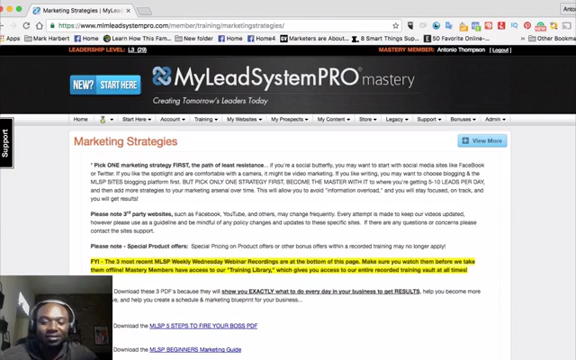 Marketing Strategies | MyLea
Anto
https://www.mlmleadsystempro.com/member/training/marketingstrategies/
Apps Mark Harbert Learn How This Fam Home Home4 Marketers are Abou 8 Smart Things Sup 50 Favorite Online Other Bookmar
LEADERSHIP LEVEL: L3 (29) MASTERY MEMBER: Antonio Thompson [ Logout ]
NEW? START HERE
MyLeadSystemPRO mastery
Creating Tomorrow's Leaders Today
Home Start Here Account Training My Websites My Prospects My Content Store Legacy Support Bonuses Admin
Support
Marketing Strategies
View More
* Pick ONE marketing strategy FIRST, the path of least resistance... if you're a social butterfly, you may want to start with social media sites like FaceBook
or Twitter. If you like the spotlight and are comfortable with a camera, it might be video marketing. If you like writing, you may want to choose blogging & the
MLSP SITES blogging platform first. BUT PICK ONLY ONE STRATEGY FIRST, BECOME THE MASTER WITH IT to where you're getting 5-10 LEADS PER DAY,
and then add more strategies to your marketing arsenal over time. This will allow you to avoid "information overload," and you will stay focused, on track, and
you will get results!
Please note 3rd party websites, such as Facebook, YouTube, and others, may change frequently. Every attempt is made to keep our videos updated,
however please use as a guideline and be mindful of any policy changes and updates to these specific sites. If there are any questions or concerns
please contact the sites support.
Please note - Special Product offers: Special Pricing on Product offers or other bonus offers within a recorded training may no longer apply!
FYI - The 3 most recent MLSP Weekly Wednesday Webinar Recordings are at the bottom of this page. Make sure you watch them before we take
them offline! Mastery Members have access to our "Training Library," which gives you access to our entire recorded training vault at all times!
Download these 3 PDF's because they will show you EXACTLY what to do every day in your business to get RESULTS, help you become more
, and help you create a schedule & marketing blueprint for your business...
Download the MLSP 5 STEPS TO FIRE YOUR BOSS PDF
Download the MLSP BEGINNERS Marketing Guide